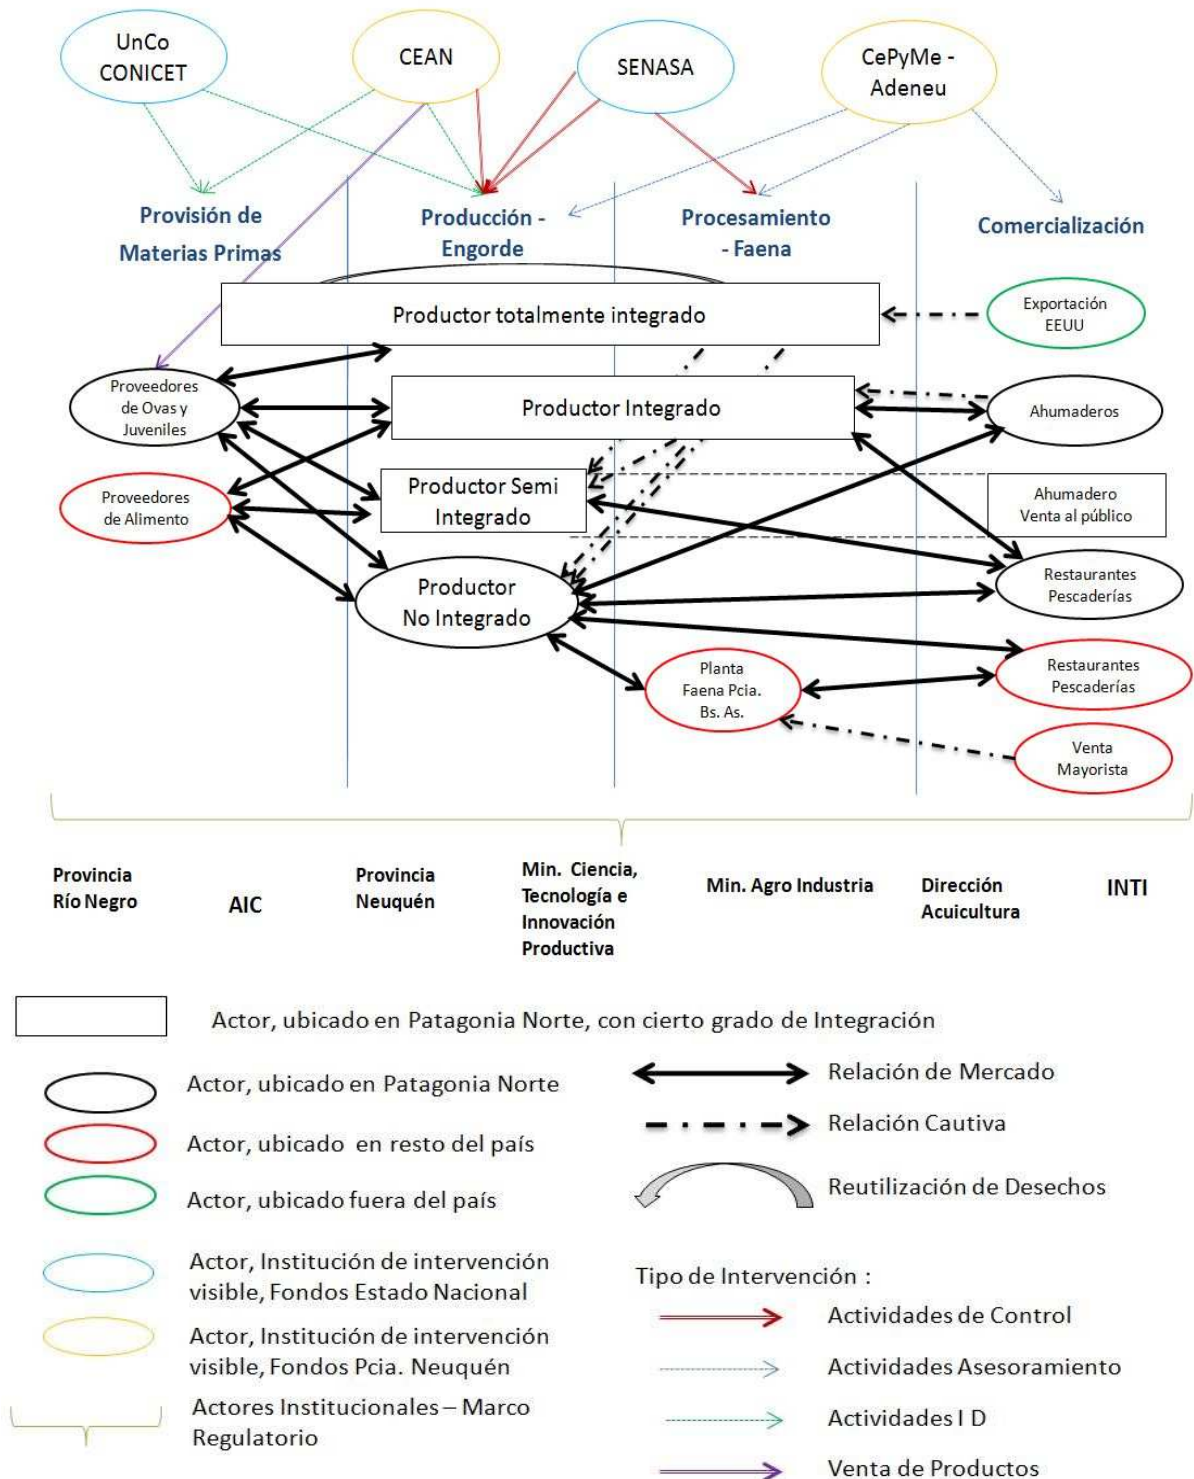 UnCo
CONICET
CEAN
SENASA
CePyMe -
Adeneu
Provisión de
Materias Primas
Producción -
Engorde
Procesamiento
- Faena
Comercialización
Productor totalmente integrado
Exportación
EEUU
Proveedores
de Ovas y
Juveniles
Productor Integrado
Ahumaderos
Proveedores
de Alimento
Productor Semi
Integrado
Ahumadero
Venta al público
Productor
No Integrado
Restaurantes
Pescaderías
Planta
Faena Pcia.
Bs. As.
Restaurantes
Pescaderías
Venta
Mayorista
Provincia
Río Negro
AIC
Provincia
Neuquén
Min. Ciencia,
Tecnología e
Innovación
Productiva
Min. Agro Industria
Dirección
Acuicultura
INTI
Actor, ubicado en Patagonia Norte, con cierto grado de Integración
Actor, ubicado en Patagonia Norte
Actor, ubicado en resto del país
Actor, ubicado fuera del país
Actor, Institución de intervención
visible, Fondos Estado Nacional
Actor, Institución de intervención
visible, Fondos Pcia. Neuquén
Actores Institucionales – Marco
Regulatorio
Relación de Mercado
Relación Cautiva
Reutilización de Desechos
Tipo de Intervención :
Actividades de Control
Actividades Asesoramiento
Actividades I D
Venta de Productos